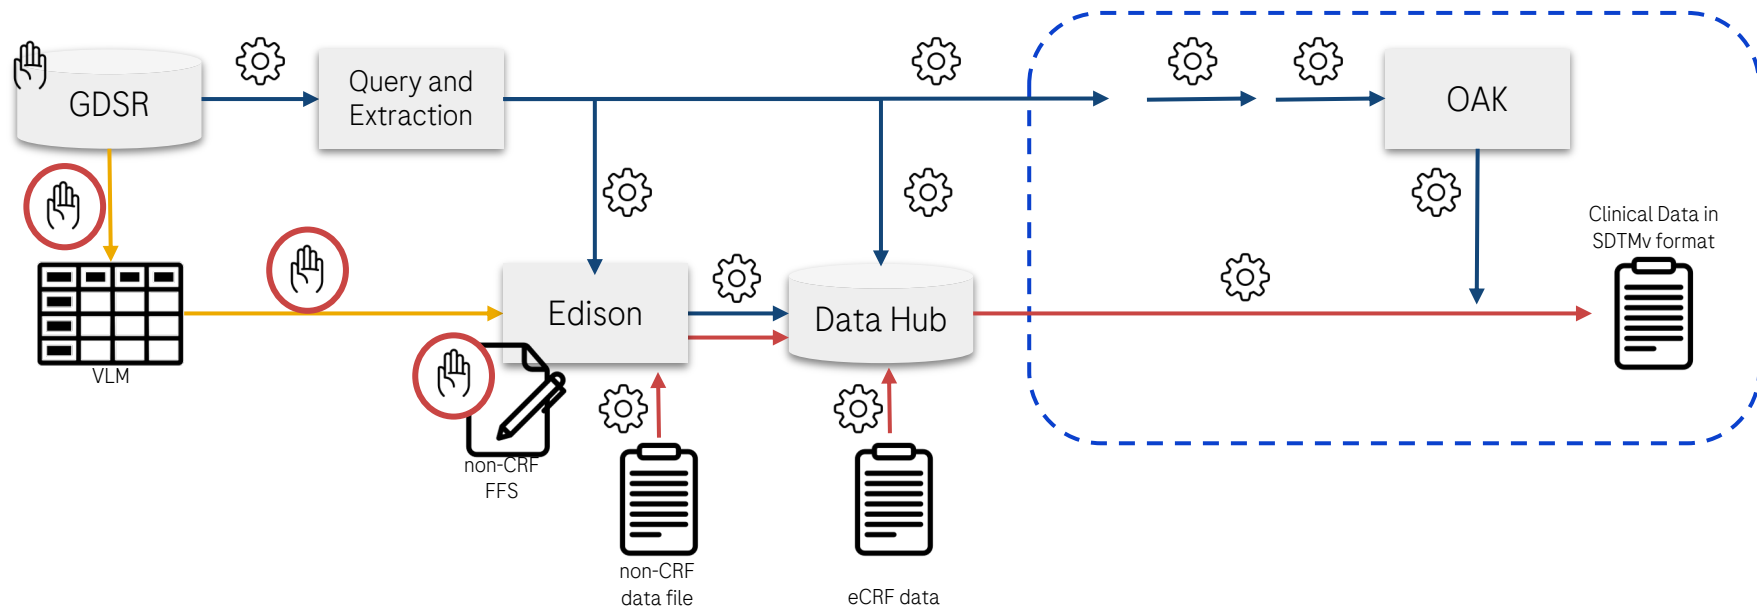 GDSR
Query and
Extraction
OAK
Clinical Data in
SDTMv format
Edison
Data Hub
VLM
non-CRF
FFS
non-CRF
data file
eCRF data